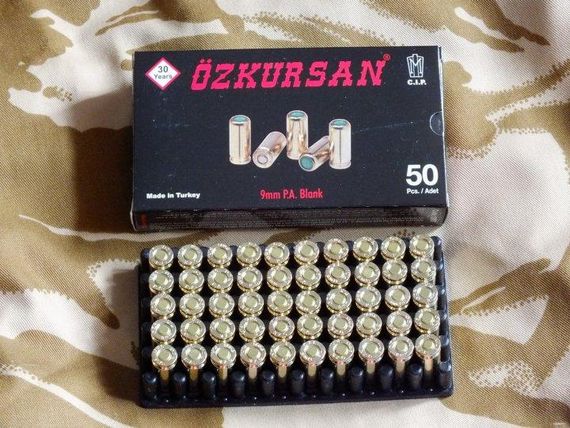 30
Years
ÖZKURSAN®
C.I.P.
50
Pcs. / Adet
Made in Turkey
9mm P.A. Blank